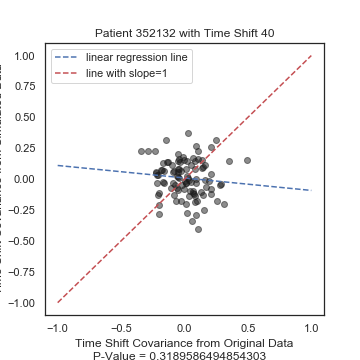 Patient 352132 with Time Shift 40
linear regression line
line with slope=1
1.00
0.75
0.50
0.25
0.00
−0.25
−0.50
−0.75
−1.00
−1.0
−0.5
0.0
0.5
1.0
Time Shift Covariance from Original Data
P-Value = 0.3189586494854303